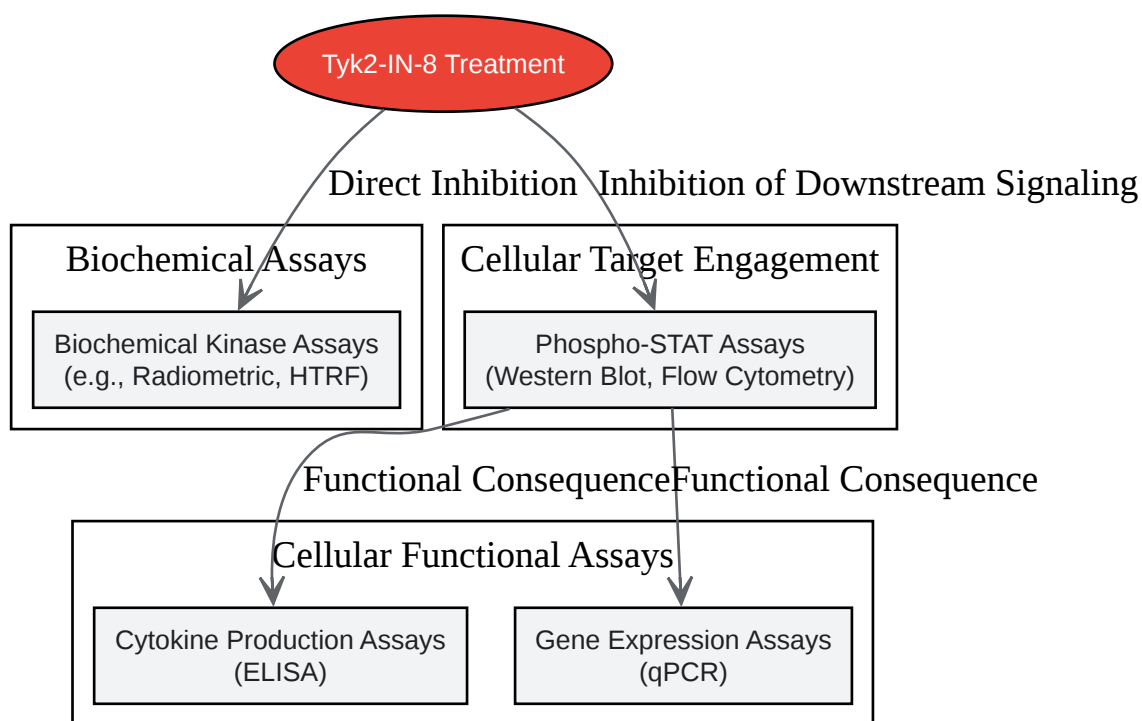 Tyk2-IN-8 Treatment
Direct Inhibition
Inhibition of Downstream Signaling
Biochemical Assays
Cellular Target Engagement
Biochemical Kinase Assays
(e.g., Radiometric, HTRF)
Phospho-STAT Assays
(Western Blot, Flow Cytometry)
Functional Consequence
Functional Consequence
Cellular Functional Assays
Cytokine Production Assays
(ELISA)
Gene Expression Assays
(qPCR)